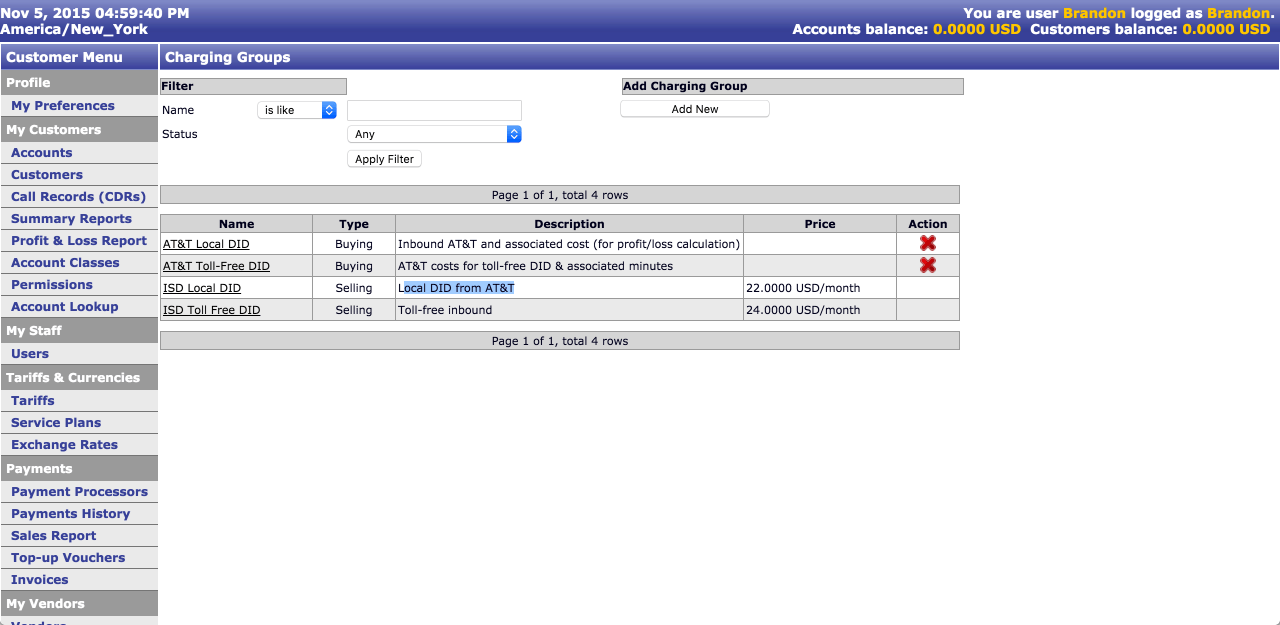 Nov 5, 2015 04:59:40 PM
America/New_York
You are user Brandon logged as Brandon.
Accounts balance: 0.0000 USD Customers balance: 0.0000 USD
Customer Menu
Profile
My Preferences
My Customers
Accounts
Customers
Call Records (CDRs)
Summary Reports
Profit & Loss Report
Account Classes
Permissions
Account Lookup
My Staff
Users
Tariffs & Currencies
Tariffs
Service Plans
Exchange Rates
Payments
Payment Processors
Payments History
Sales Report
Top-up Vouchers
Invoices
My Vendors
Vendors
Charging Groups
Filter
Name is like
Status Any
Apply Filter
Add Charging Group
Add New
Page 1 of 1, total 4 rows
Name Type Description Price Action
AT&T Local DID Buying Inbound AT&T and associated cost (for profit/loss calculation)
AT&T Toll-Free DID Buying AT&T costs for toll-free DID & associated minutes
ISD Local DID Selling Local DID from AT&T 22.0000 USD/month
ISD Toll Free DID Selling Toll-free inbound 24.0000 USD/month
Page 1 of 1, total 4 rows